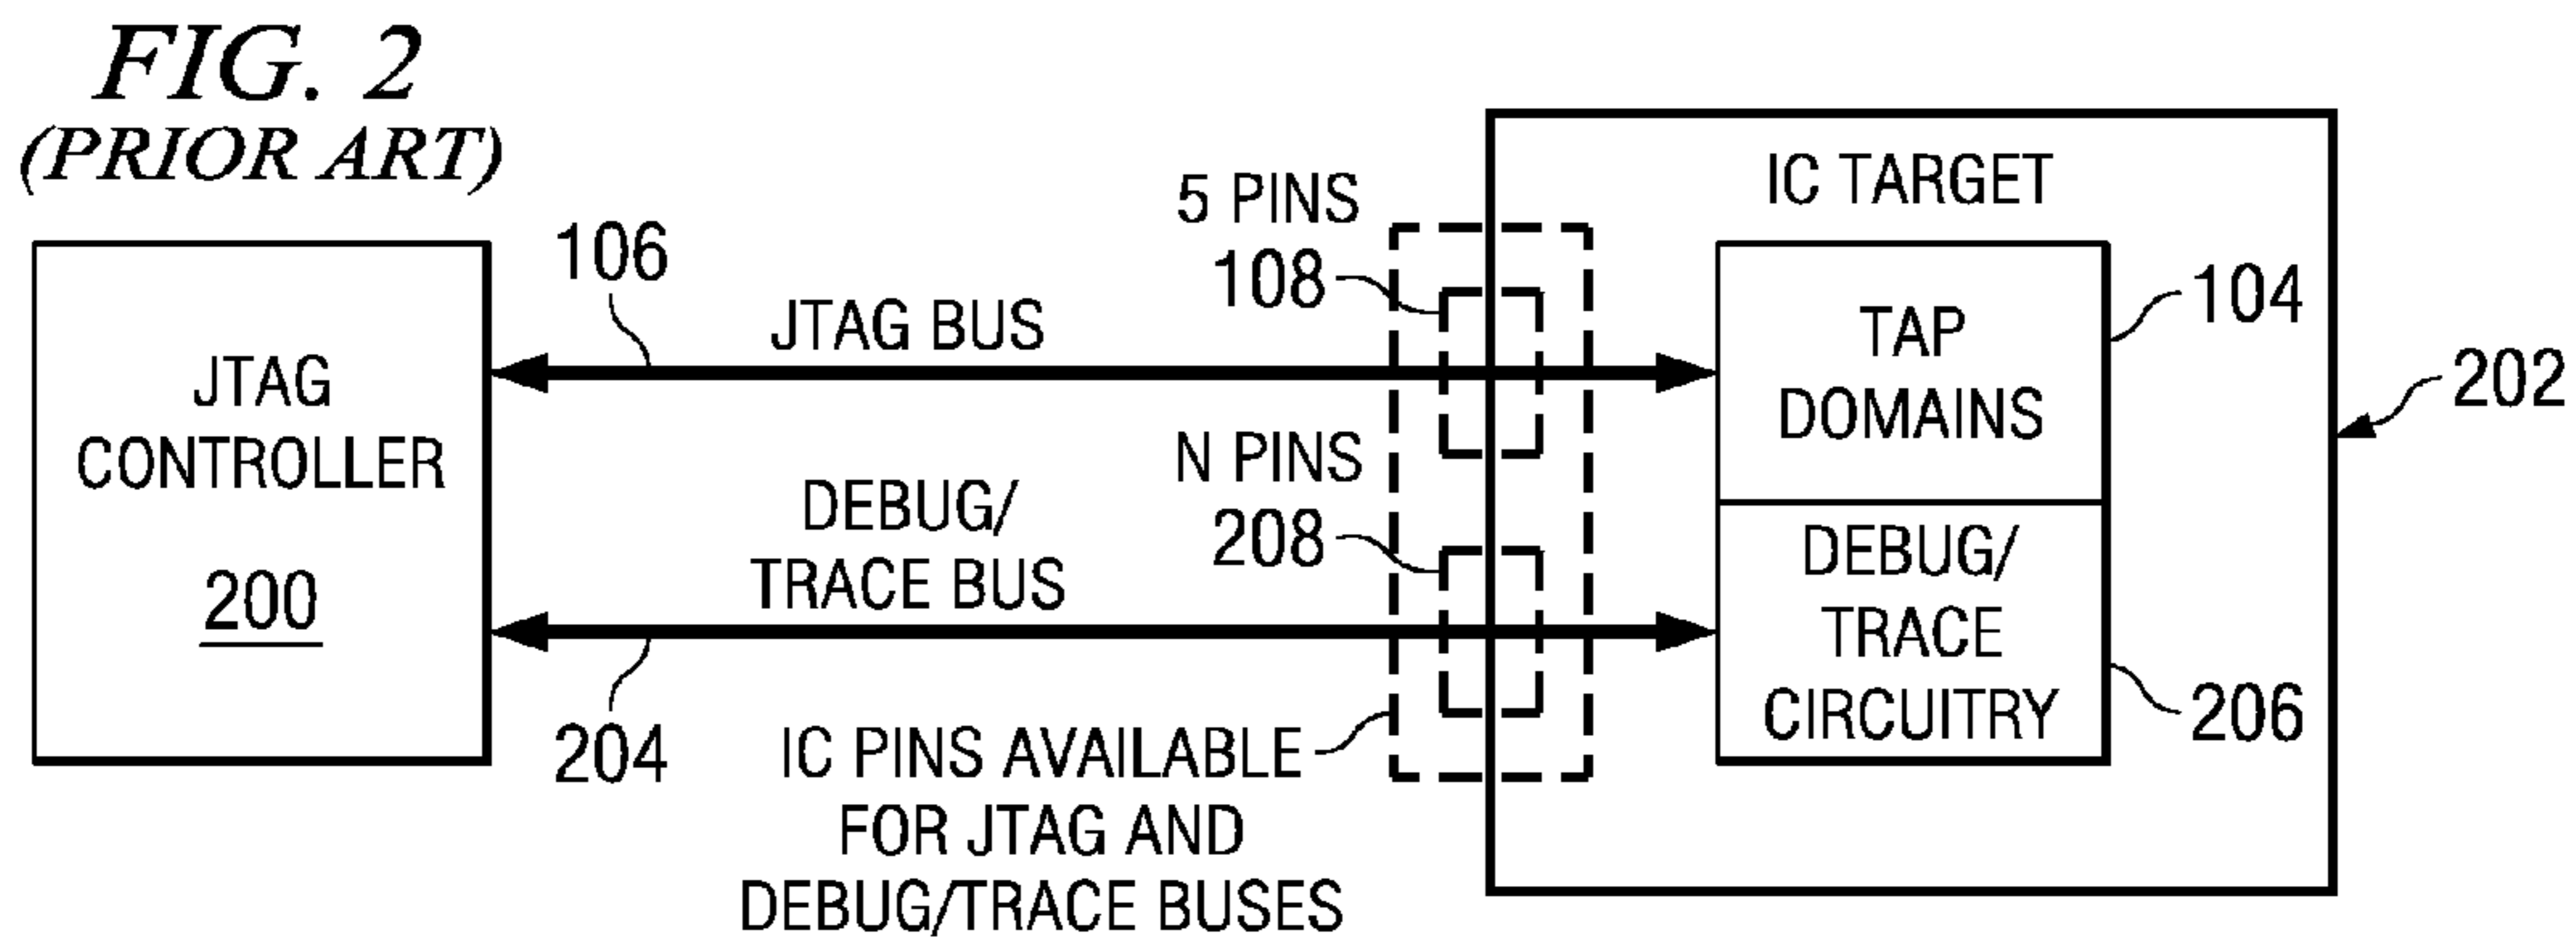 FIG. 2
(PRIOR ART)
JTAG
CONTROLLER
200
106
JTAG BUS
DEBUG/
TRACE BUS
204
5 PINS
108
N PINS
208
IC PINS AVAILABLE
FOR JTAG AND
DEBUG/TRACE BUSES
IC TARGET
TAP
DOMAINS
104
DEBUG/
TRACE
CIRCUITRY
206
202